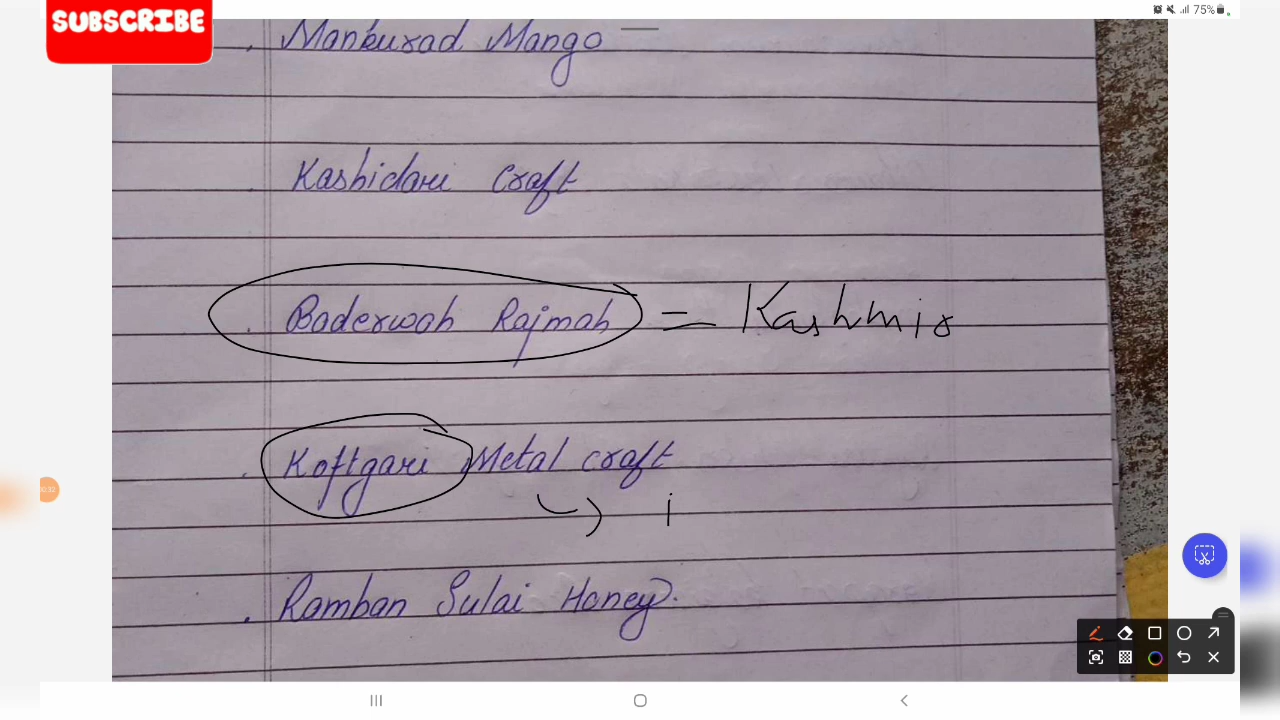 SUBSCRIBE
75%
Mankurad Mango
Kashidari Craft
Baderwah Rajmah = Kashmir
Koftgari Metal craft
i
Ramban Sulai Honey.